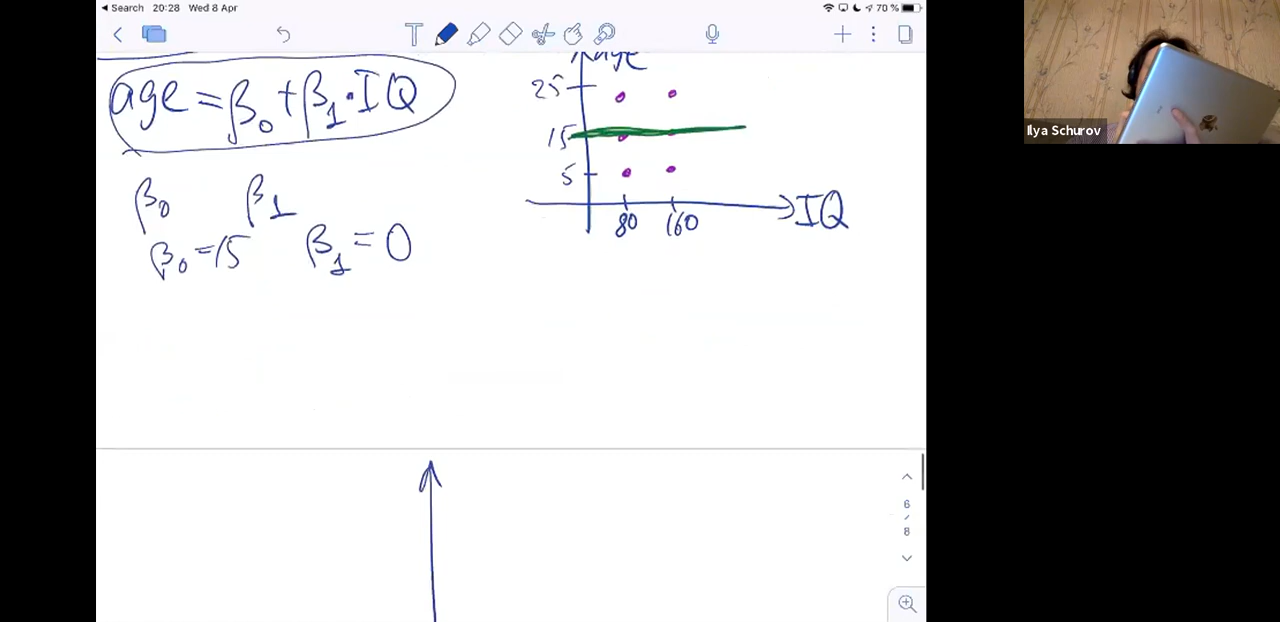 Search 20:28 Wed 8 Apr
70 %
T
age = β₀ + β₁ · IQ
β₀ β₁
β₀ = 15 β₁ = 0
age
25
15
5
80 160
IQ
6
/
8
Ilya Schurov